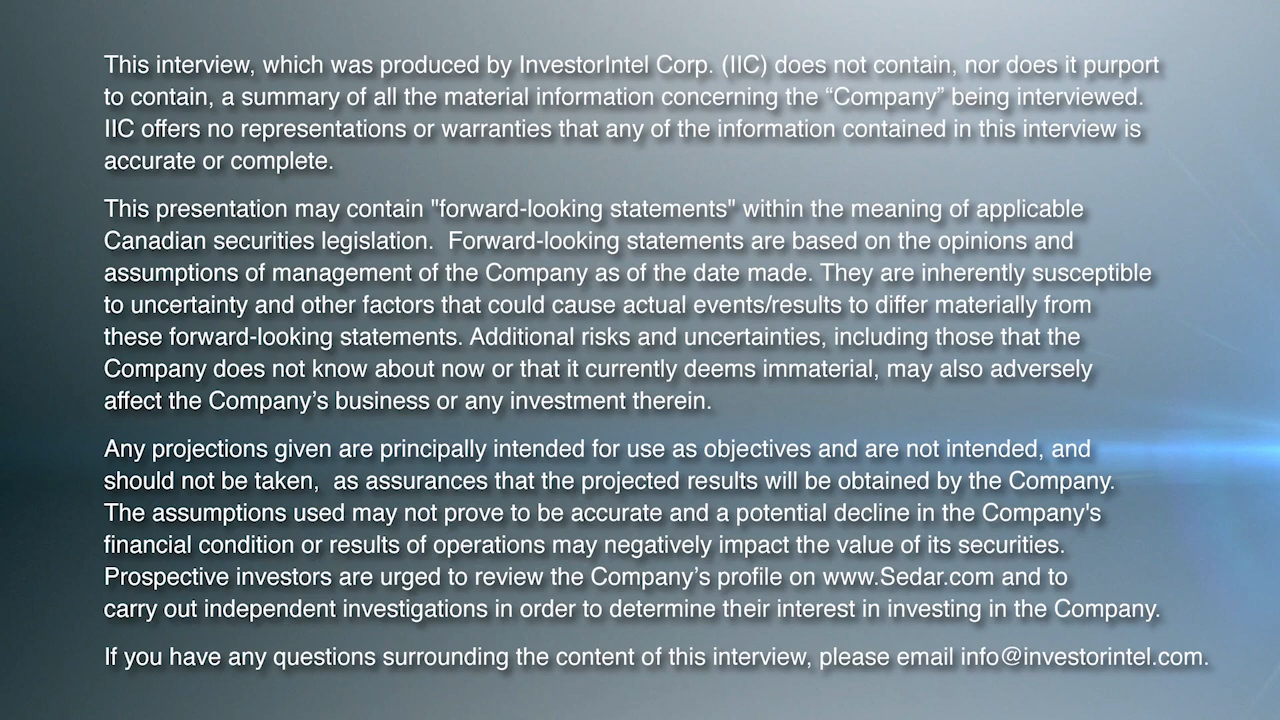 This interview, which was produced by InvestorIntel Corp. (IIC) does not contain, nor does it purport
to contain, a summary of all the material information concerning the “Company” being interviewed.
IIC offers no representations or warranties that any of the information contained in this interview is
accurate or complete.
This presentation may contain "forward-looking statements" within the meaning of applicable
Canadian securities legislation.  Forward-looking statements are based on the opinions and
assumptions of management of the Company as of the date made. They are inherently susceptible
to uncertainty and other factors that could cause actual events/results to differ materially from
these forward-looking statements. Additional risks and uncertainties, including those that the
Company does not know about now or that it currently deems immaterial, may also adversely
affect the Company’s business or any investment therein.
Any projections given are principally intended for use as objectives and are not intended, and
should not be taken,  as assurances that the projected results will be obtained by the Company.
The assumptions used may not prove to be accurate and a potential decline in the Company's
financial condition or results of operations may negatively impact the value of its securities.
Prospective investors are urged to review the Company’s profile on www.Sedar.com and to
carry out independent investigations in order to determine their interest in investing in the Company.
If you have any questions surrounding the content of this interview, please email info@investorintel.com.